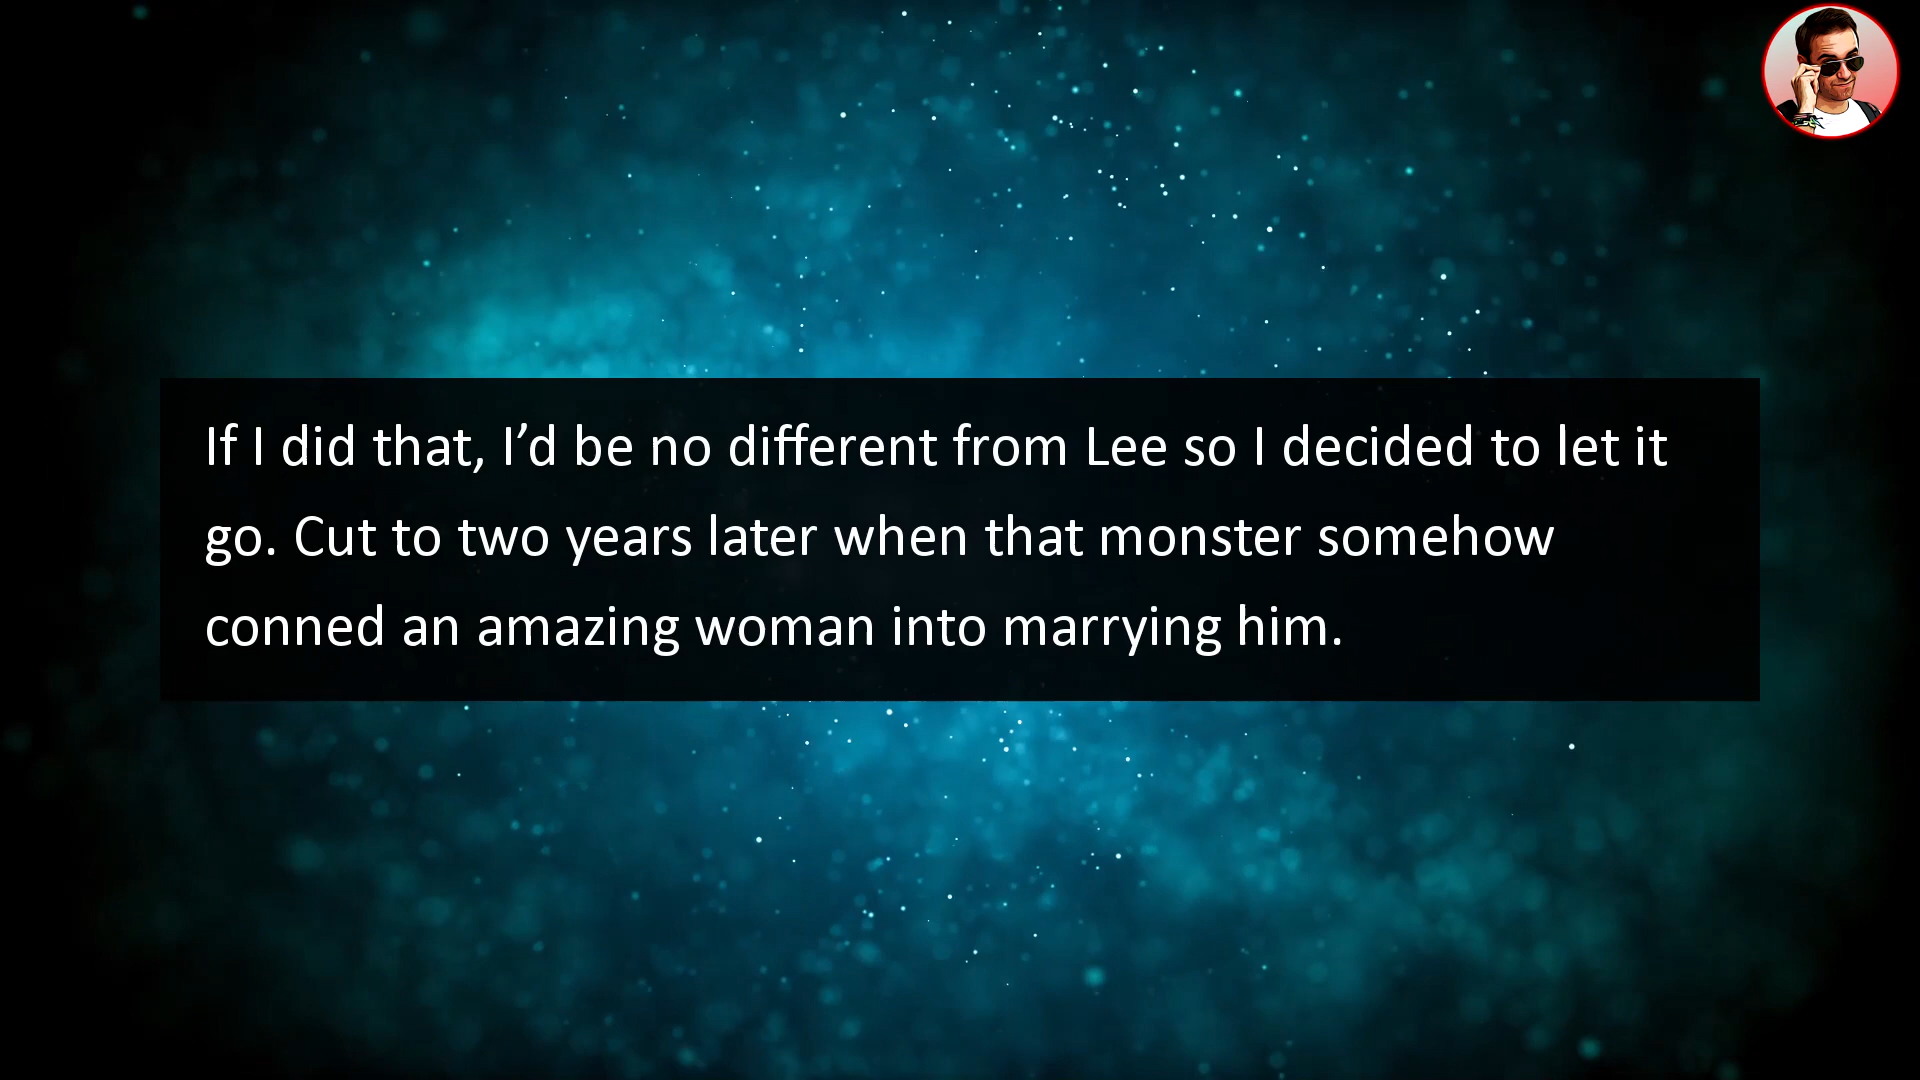 If I did that, I’d be no different from Lee so I decided to let it
go. Cut to two years later when that monster somehow
conned an amazing woman into marrying him.